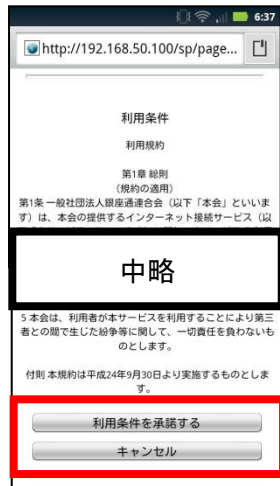 6:37
http://192.168.50.100/sp/page...
利用条件
利用規約
第1章 総則
（規約の適用）
第1条 一般社団法人銀座通連合会（以下「本会」といいま
す）は、本会の提供するインターネット接続サービス（以
中略
5 本会は、利用者が本サービスを利用することにより第三
者との間で生じた紛争等に関して、一切責任を負わないも
のとします。
付則 本規約は平成24年9月30日より実施するものとしま
す。
利用条件を承諾する
キャンセル